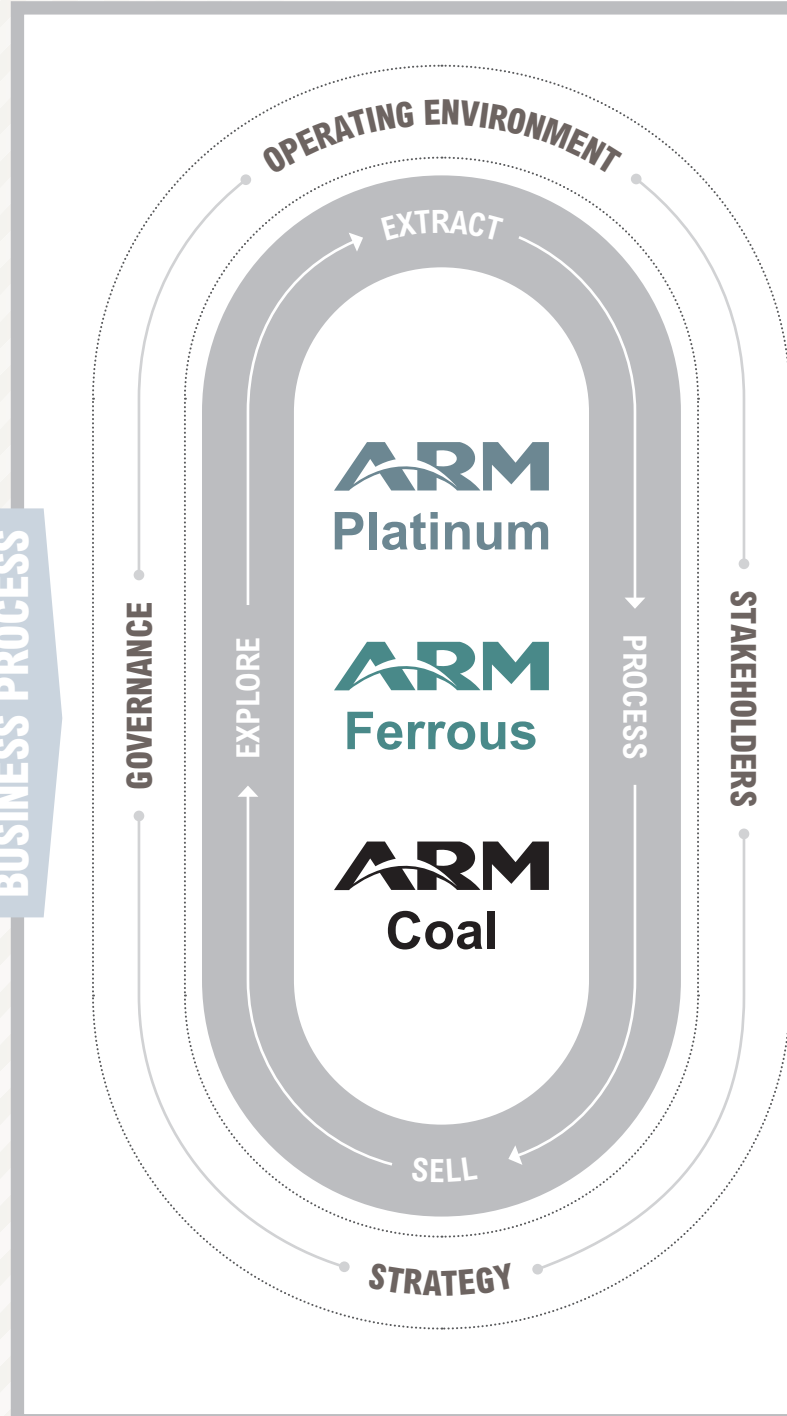 BUSINESS PROCESS
OPERATING ENVIRONMENT
EXTRACT
ARM
Platinum
GOVERNANCE
EXPLORE
ARM
Ferrous
PROCESS
STAKEHOLDERS
ARM
Coal
SELL
STRATEGY